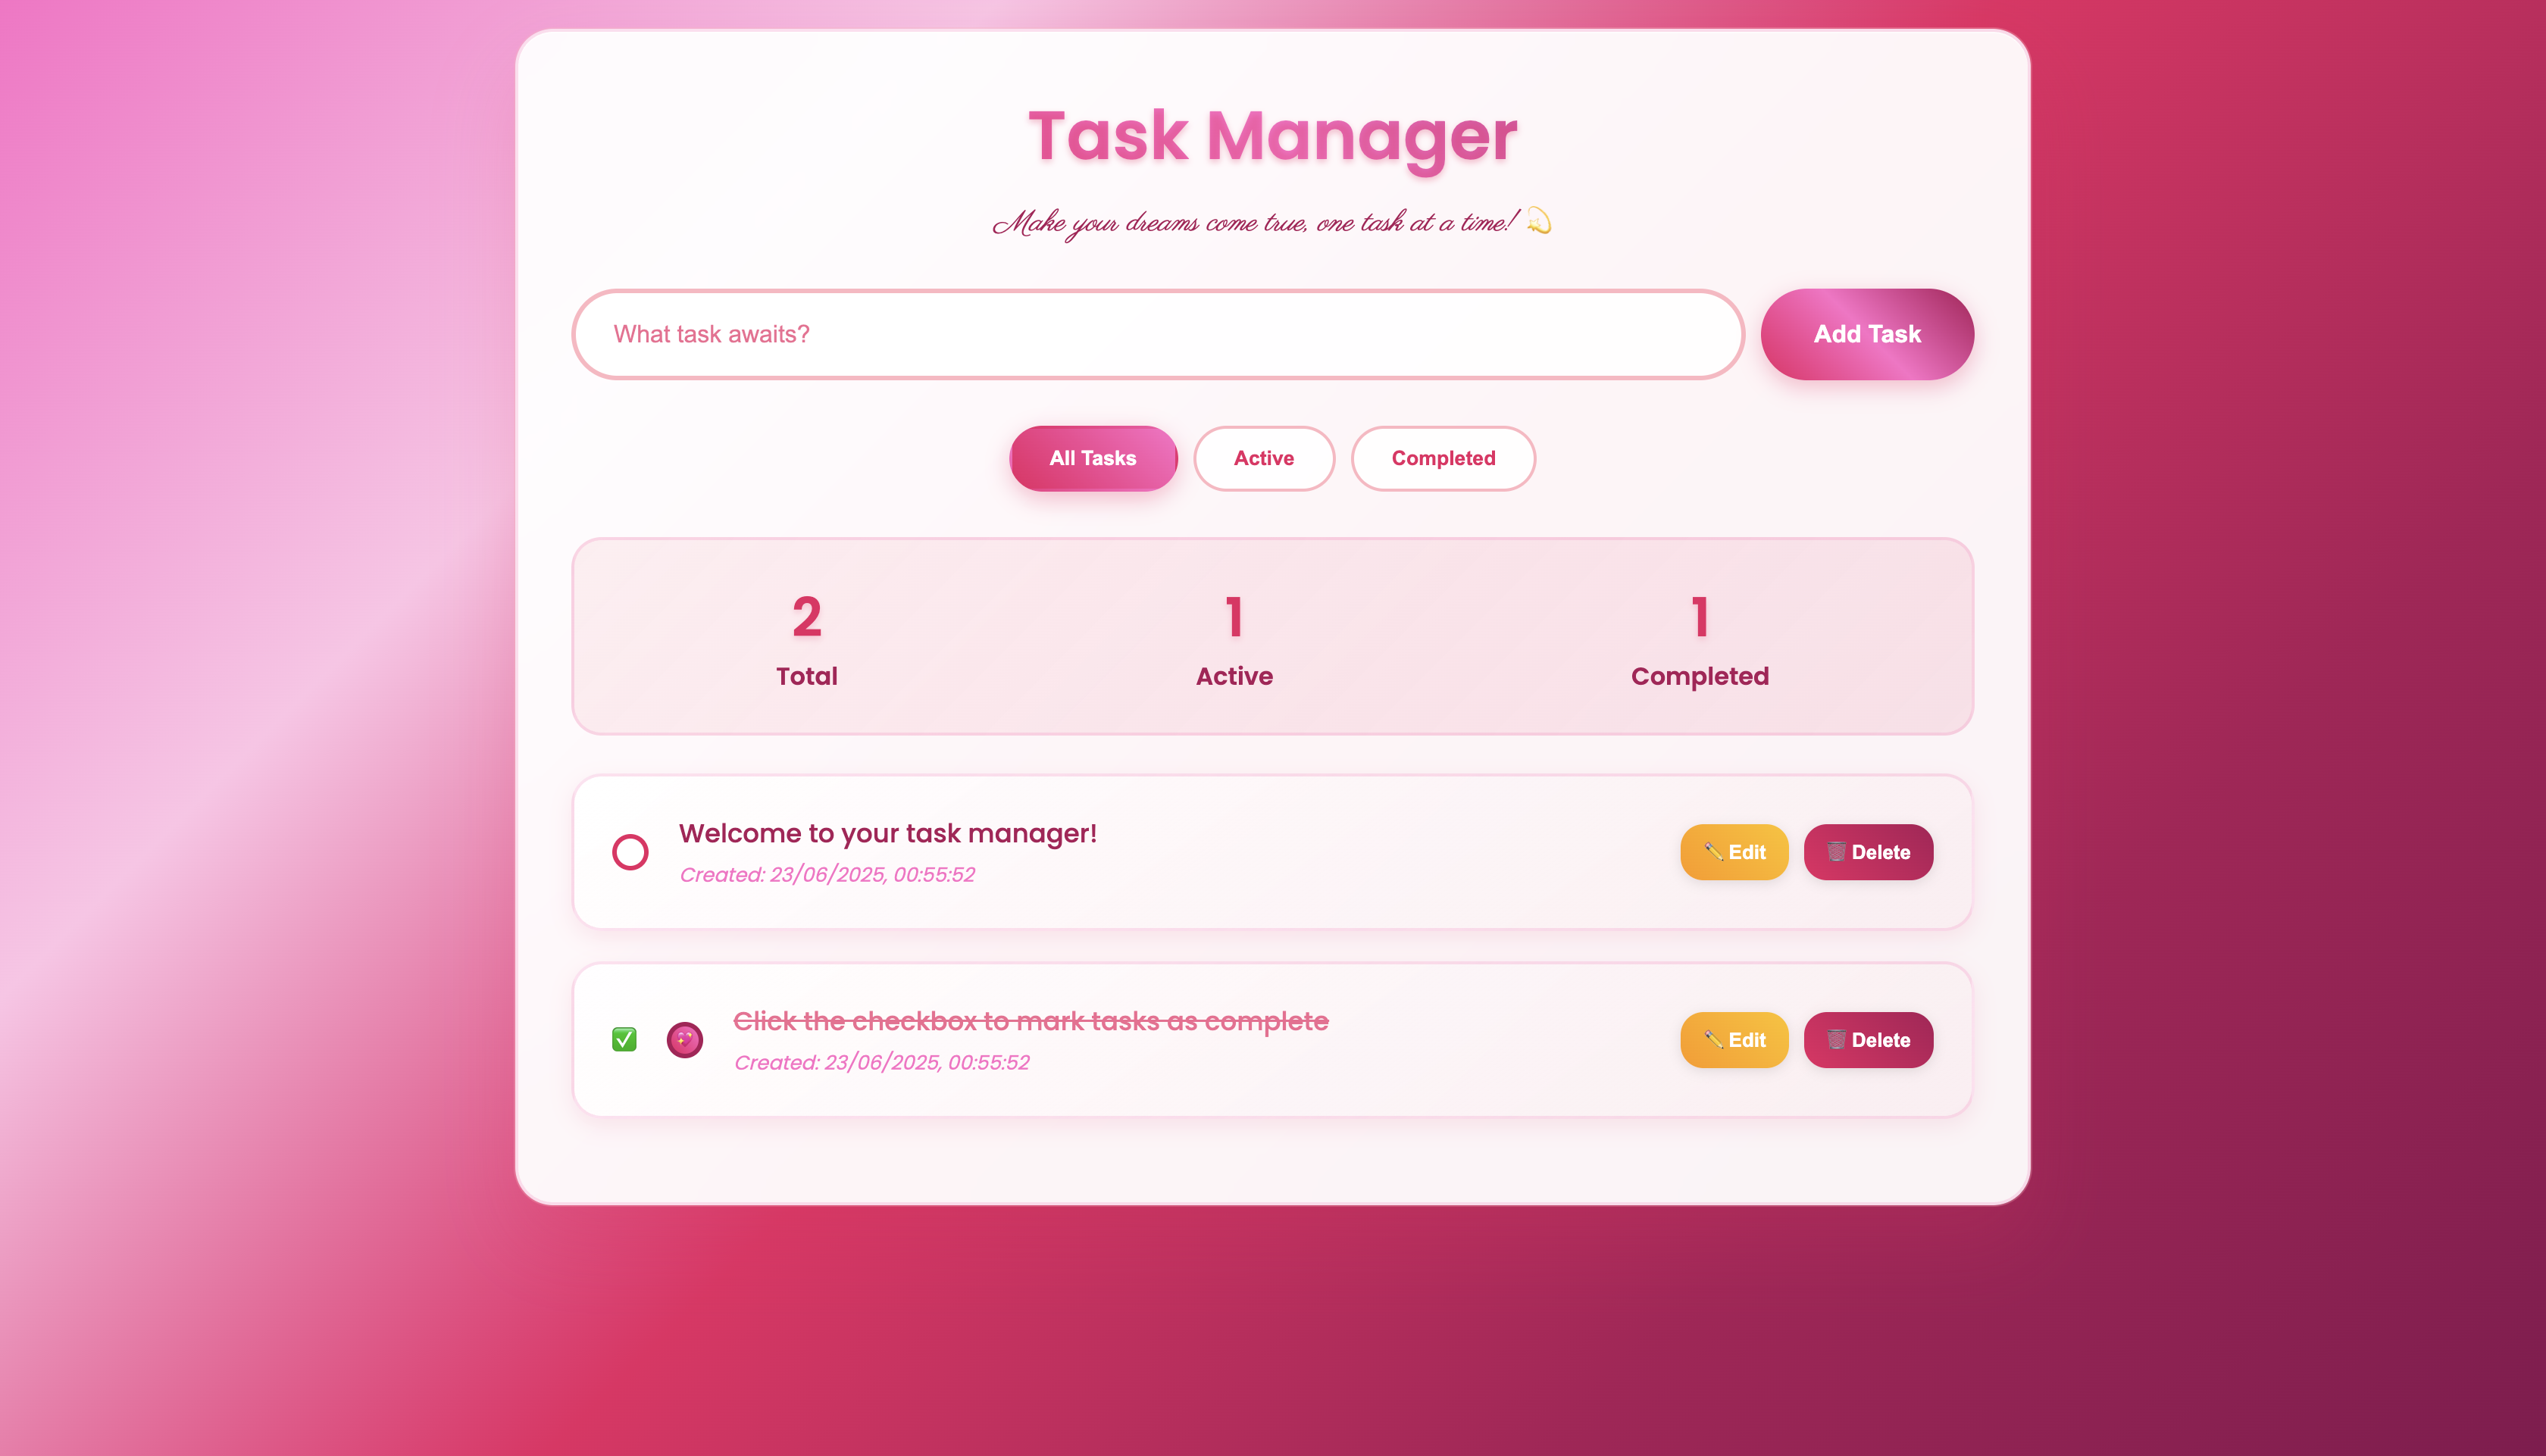 Task Manager
Make your dreams come true, one task at a time! 💫
What task awaits?
Add Task
All Tasks
Active
Completed
2
1
1
Total
Active
Completed
Welcome to your task manager!
Created: 23/06/2025, 00:55:52
✏️ Edit
🗑️ Delete
Click the checkbox to mark tasks as complete
Created: 23/06/2025, 00:55:52
✏️ Edit
🗑️ Delete